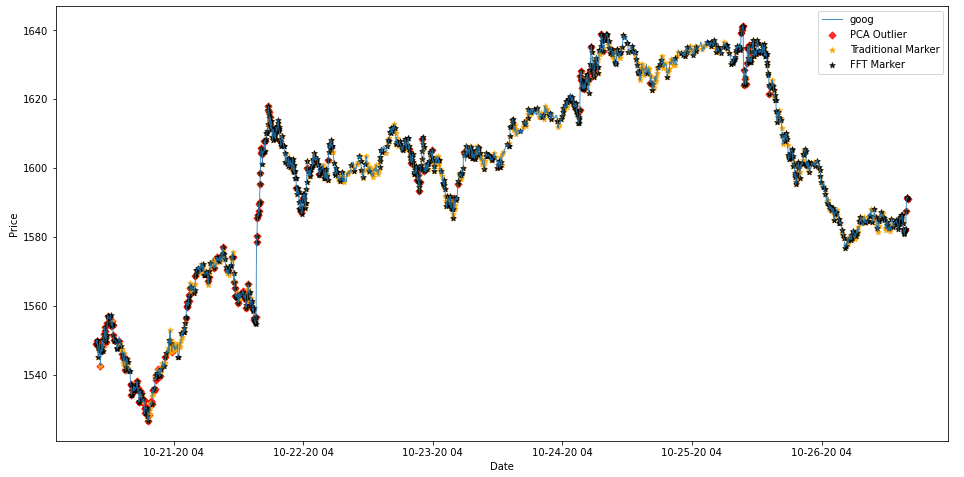 goog
PCA Outlier
Traditional Marker
FFT Marker
Price
1640
1620
1600
1580
1560
1540
10-21-20 04
10-22-20 04
10-23-20 04
10-24-20 04
10-25-20 04
10-26-20 04
Date